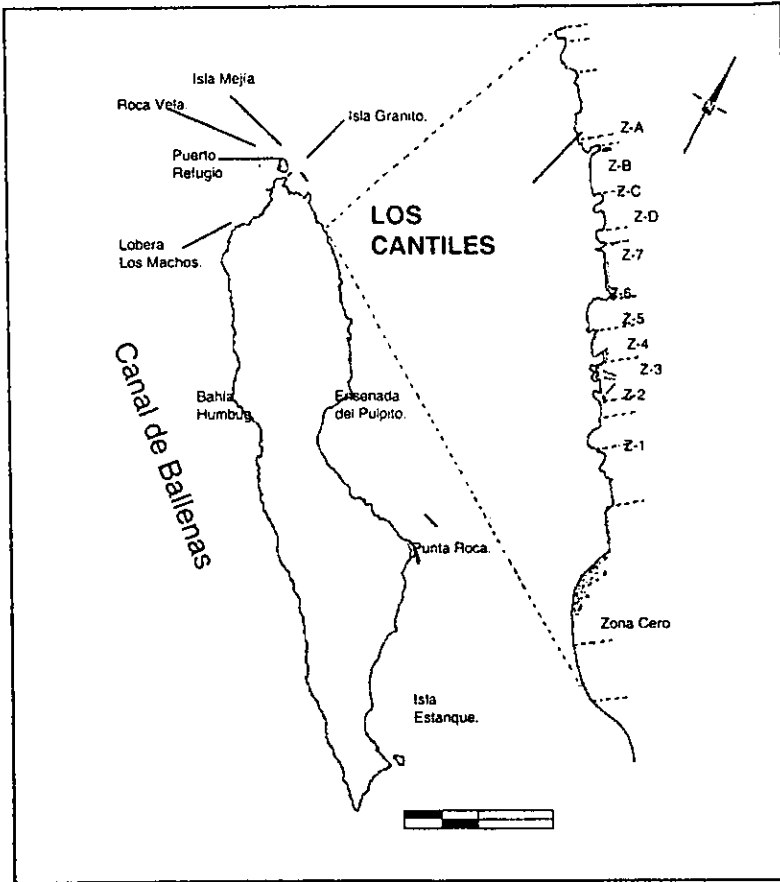 Isla Mejía
Roca Vela.
Isla Granito.
Puerto
Refugio
LOS
CANTILES
Lobera
Los Machos.
Canal de Ballenas
Bahía
Humbug.
Ensenada
del Pulpito.
Punta Roca.
Isla
Estanque.
N
Z-A
Z-B
Z-C
Z-D
Z-7
Z-6
Z-5
Z-4
Z-3
Z-2
Z-1
Zona Cero